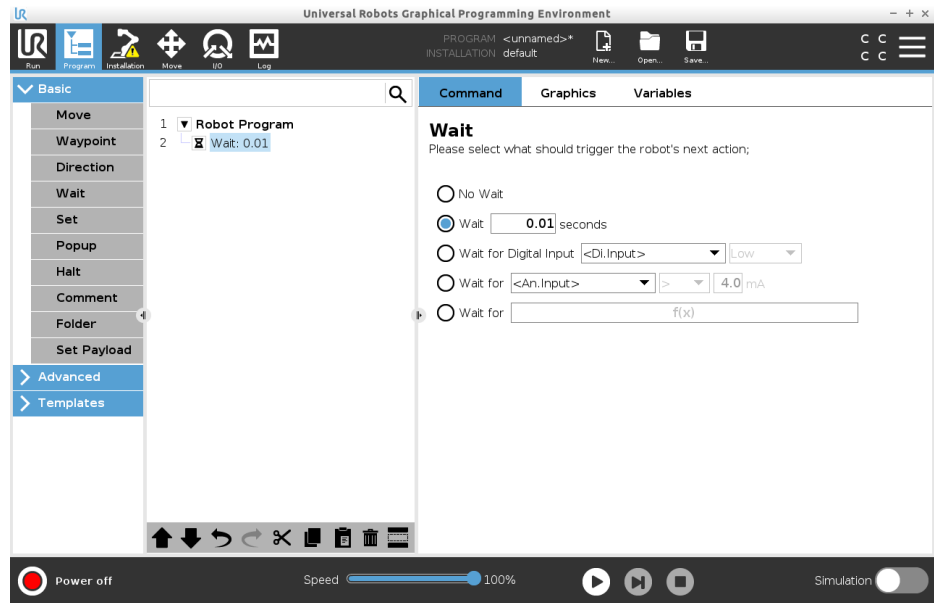 Universal Robots Graphical Programming Environment
PROGRAM <unnamed>*
INSTALLATION default
Run Program Installation Move I/O Log New... Open... Save...
C C
C C
Basic
Move
Waypoint
Direction
Wait
Set
Popup
Halt
Comment
Folder
Set Payload
Advanced
Templates
1 Robot Program
2 Wait: 0.01
Command Graphics Variables
Wait
Please select what should trigger the robot's next action;
No Wait
Wait 0.01 seconds
Wait for Digital Input <Di.Input> Low
Wait for <An.Input> > 4.0 mA
Wait for f(x)
Power off Speed 100% Simulation